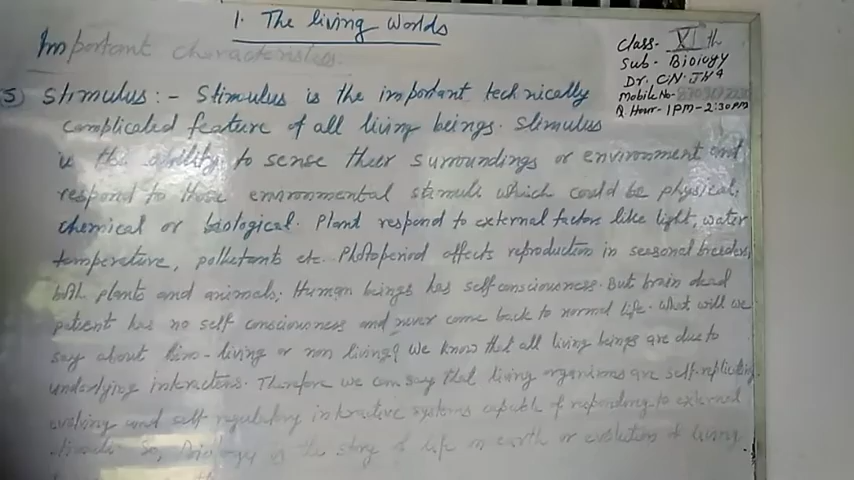 1. The living Worlds
Important characteristics
Class- XIth
Sub- Biology
Dr. C.N. JHA
Mobile No-
Q. Hour- 1PM-2:30PM
5) Stimulus :- Stimulus is the important technically
complicated feature of all living beings. Stimulus
is the ability to sense their surroundings or environment and
respond to those environmental stimuli which could be physical,
chemical or biological. Plant respond to external factors like light, water
temperature, pollutants etc. Photoperiod affects reproduction in seasonal breeders,
both plants and animals. Human beings has self consciousness. But brain dead
patient has no self consciousness and never come back to normal life. What will we
say about him-living or non living? We know that all living beings are due to
underlying interactions. Therefore we can say that living organisms are self-replicating
evolving and self regulatory interactive systems capable of responding to external
stimuli. So, Biology is the story of life on earth or evolution of living